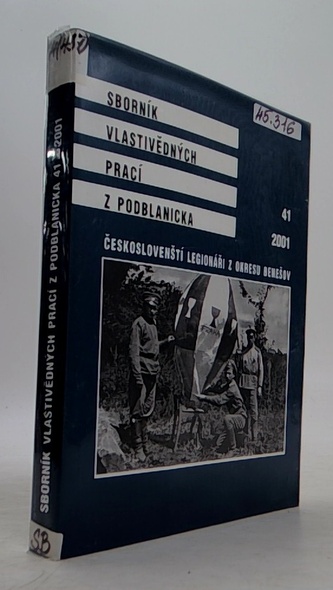 SBORNÍK
VLASTIVĚDNÝCH
PRACÍ
Z PODBLANICKA
45.316
41
2001
ČESKOSLOVENŠTÍ LEGIONÁŘI Z OKRESU BENEŠOV
SBORNÍK VLASTIVĚDNÝCH PRACÍ Z PODBLANICKA 41 2001
SB